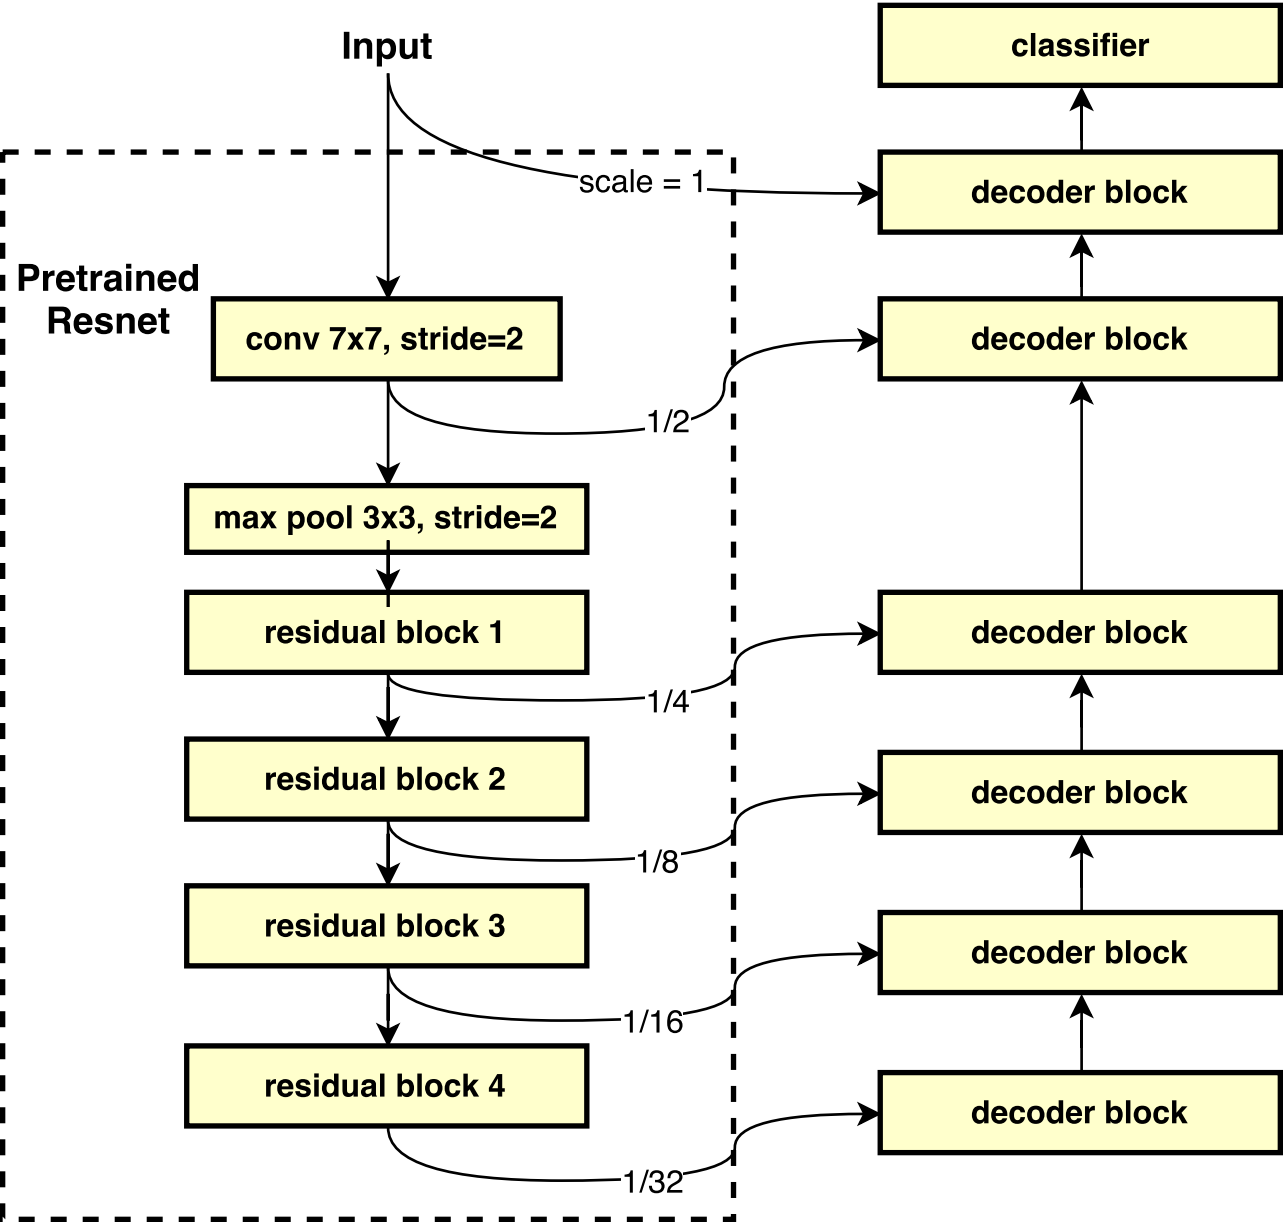 Input
classifier
scale = 1
decoder block
Pretrained
Resnet
conv 7x7, stride=2
decoder block
1/2
max pool 3x3, stride=2
residual block 1
decoder block
1/4
residual block 2
decoder block
1/8
residual block 3
decoder block
1/16
residual block 4
decoder block
1/32